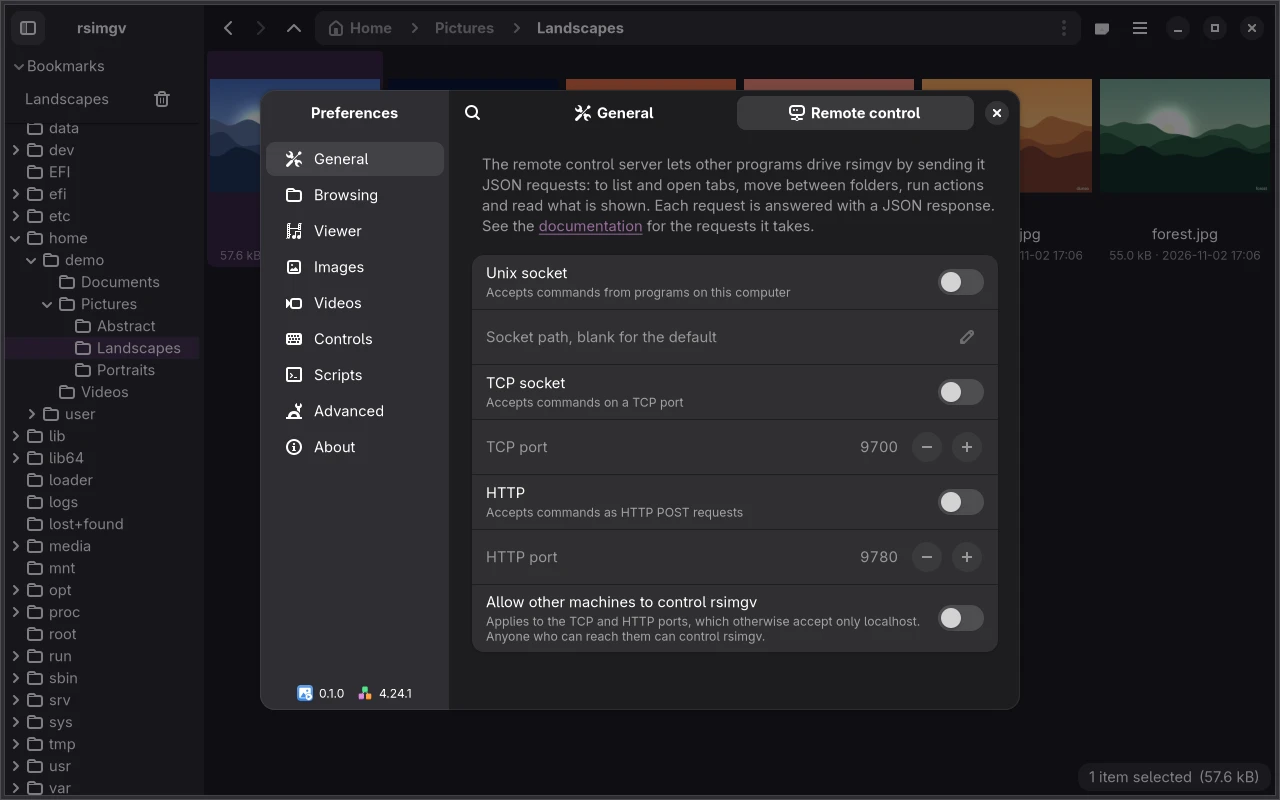 rsimgv
Home
Pictures
Landscapes
Bookmarks
Landscapes
data
dev
EFI
efi
etc
home
demo
Documents
Pictures
Abstract
Landscapes
Portraits
Videos
user
lib
lib64
loader
logs
lost+found
media
mnt
opt
proc
root
run
sbin
srv
sys
tmp
usr
var
57.6 kB
jpg
11-02 17:06
forest.jpg
55.0 kB · 2026-11-02 17:06
Preferences
General
Browsing
Viewer
Images
Videos
Controls
Scripts
Advanced
About
0.1.0
4.24.1
General
Remote control
The remote control server lets other programs drive rsimgv by sending it
JSON requests: to list and open tabs, move between folders, run actions
and read what is shown. Each request is answered with a JSON response.
See the documentation for the requests it takes.
Unix socket
Accepts commands from programs on this computer
Socket path, blank for the default
TCP socket
Accepts commands on a TCP port
TCP port
9700
HTTP
Accepts commands as HTTP POST requests
HTTP port
9780
Allow other machines to control rsimgv
Applies to the TCP and HTTP ports, which otherwise accept only localhost.
Anyone who can reach them can control rsimgv.
1 item selected (57.6 kB)